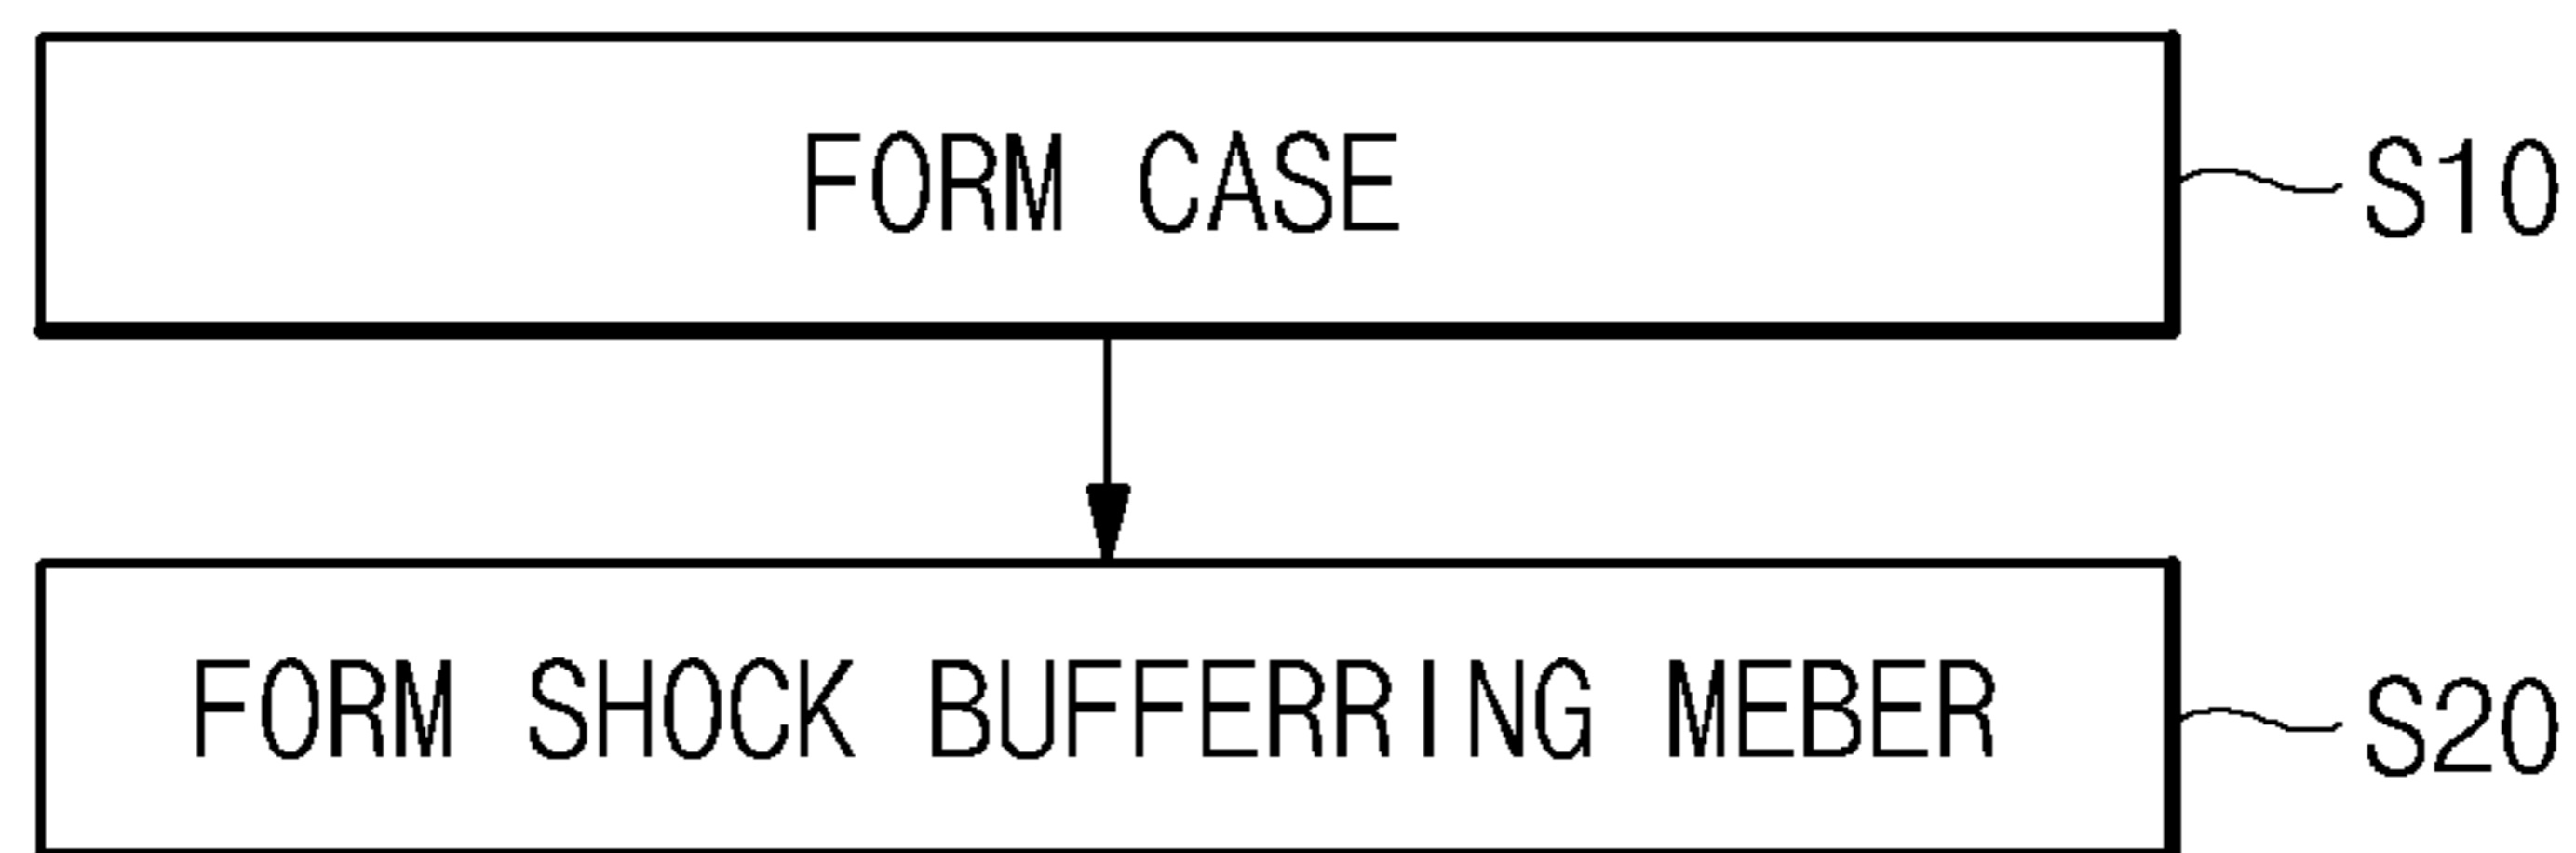 FORM CASE
S10
FORM SHOCK BUFFERRING MEBER
S20